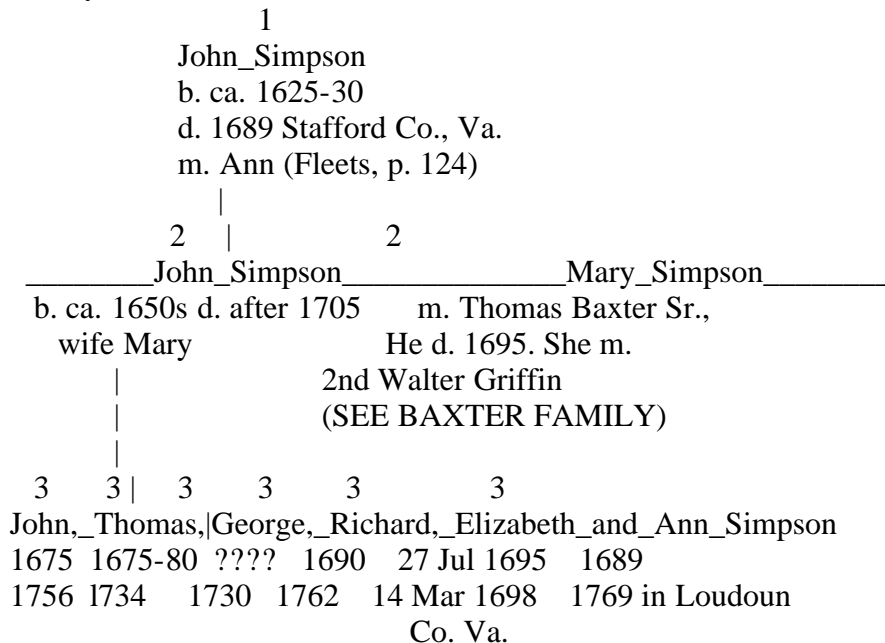 1
John_Simpson
b. ca. 1625-30
d. 1689 Stafford Co., Va.
m. Ann (Fleets, p. 124)
|
2 | 2
________John_Simpson______________Mary_Simpson________
b. ca. 1650s d. after 1705 m. Thomas Baxter Sr.,
wife Mary He d. 1695. She m.
| 2nd Walter Griffin
| (SEE BAXTER FAMILY)
|
3 3 | 3 3 3 3
John,_Thomas,|George,_Richard,_Elizabeth_and_Ann_Simpson
1675 1675-80 ???? 1690 27 Jul 1695 1689
1756 l734 1730 1762 14 Mar 1698 1769 in Loudoun
Co. Va.